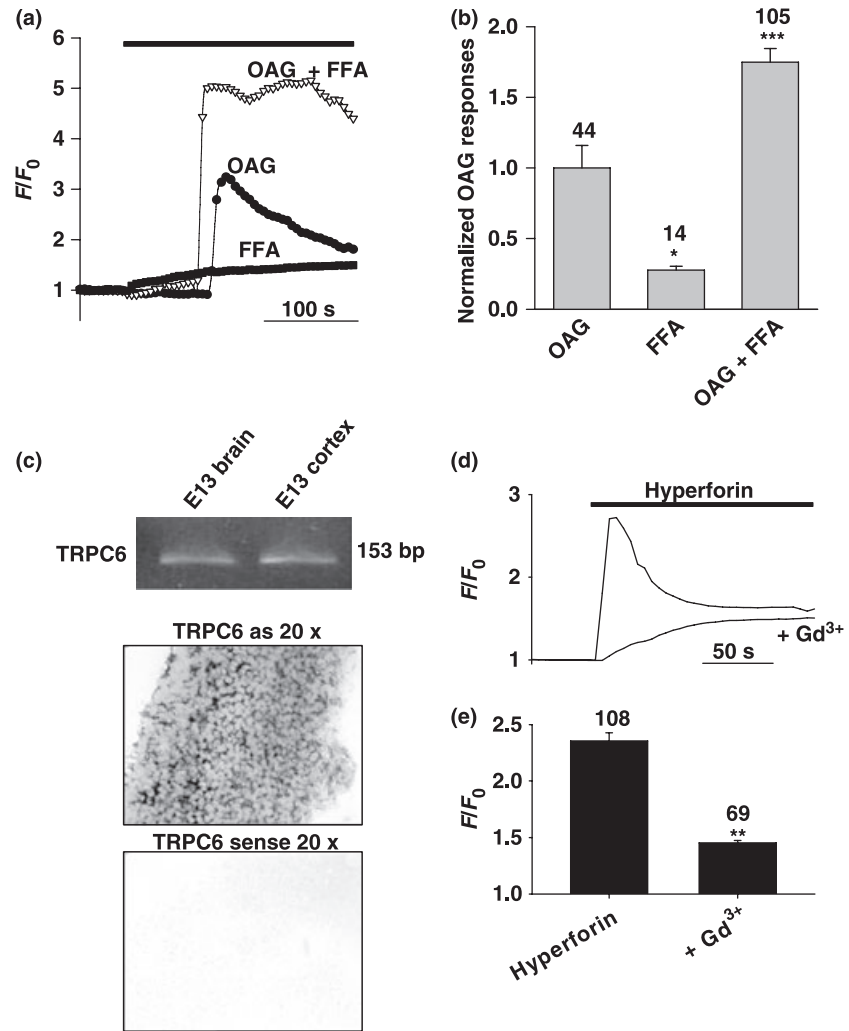 (a)
6
5
4
3
2
1
F/F0
OAG + FFA
OAG
FFA
100 s
(b)
2.0
1.5
1.0
0.5
0.0
Normalized OAG responses
44
14
*
105
***
OAG
FFA
OAG + FFA
(c)
E13 brain
E13 cortex
TRPC6
153 bp
TRPC6 as 20 x
TRPC6 sense 20 x
(d)
Hyperforin
3
2
1
F/F0
+ Gd3+
50 s
(e)
2.5
2.0
1.5
1.0
F/F0
108
69
**
Hyperforin
+ Gd3+